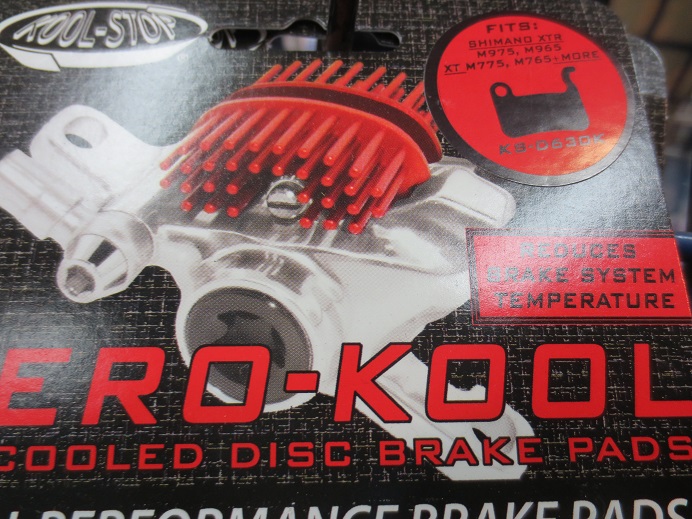 KOOL-STOP
FITS:
SHIMANO XTR
M975, M965
XT M775, M765+MORE
KS-D630K
REDUCES
BRAKE SYSTEM
TEMPERATURE
ERO-KOOL
COOLED DISC BRAKE PADS
PERFORMANCE BRAKE PADS